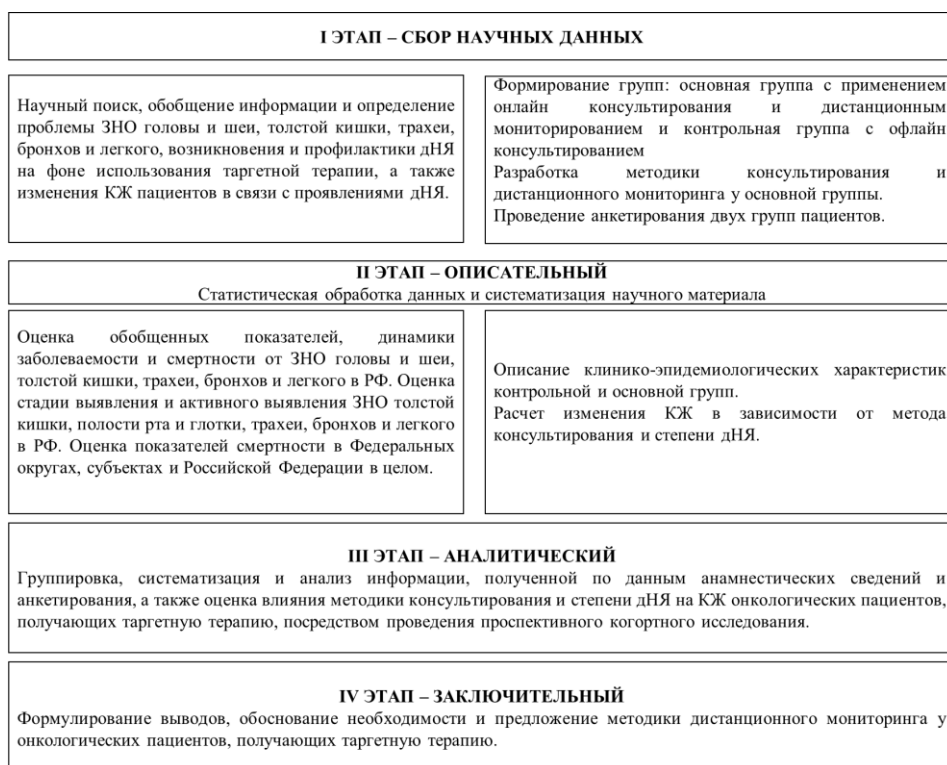 I ЭТАП – СБОР НАУЧНЫХ ДАННЫХ
Научный поиск, обобщение информации и определение
проблемы ЗНО головы и шеи, толстой кишки, трахеи,
бронхов и легкого, возникновения и профилактики дНЯ
на фоне использования таргетной терапии, а также
изменения КЖ пациентов в связи с проявлениями дНЯ.
Формирование групп: основная группа с применением
онлайн консультирования и дистанционным
мониторированием и контрольная группа с офлайн
консультированием
Разработка методики консультирования и
дистанционного мониторинга у основной группы.
Проведение анкетирования двух групп пациентов.
II ЭТАП – ОПИСАТЕЛЬНЫЙ
Статистическая обработка данных и систематизация научного материала
Оценка обобщенных показателей, динамики
заболеваемости и смертности от ЗНО головы и шеи,
толстой кишки, трахеи, бронхов и легкого в РФ. Оценка
стадии выявления и активного выявления ЗНО толстой
кишки, полости рта и глотки, трахеи, бронхов и легкого
в РФ. Оценка показателей смертности в Федеральных
округах, субъектах и Российской Федерации в целом.
Описание клинико-эпидемиологических характеристик
контрольной и основной групп.
Расчет изменения КЖ в зависимости от метода
консультирования и степени дНЯ.
III ЭТАП – АНАЛИТИЧЕСКИЙ
Группировка, систематизация и анализ информации, полученной по данным анамнестических сведений и
анкетирования, а также оценка влияния методики консультирования и степени дНЯ на КЖ онкологических пациентов,
получающих таргетную терапию, посредством проведения проспективного когортного исследования.
IV ЭТАП – ЗАКЛЮЧИТЕЛЬНЫЙ
Формулирование выводов, обоснование необходимости и предложение методики дистанционного мониторинга у
онкологических пациентов, получающих таргетную терапию.